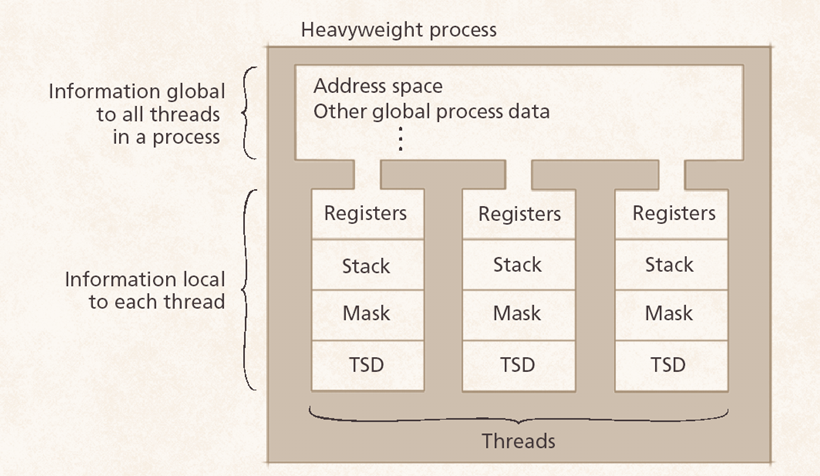 Heavyweight process
Information global
to all threads
in a process
Address space
Other global process data
Information local
to each thread
Registers
Stack
Mask
TSD
Registers
Stack
Mask
TSD
Registers
Stack
Mask
TSD
Threads